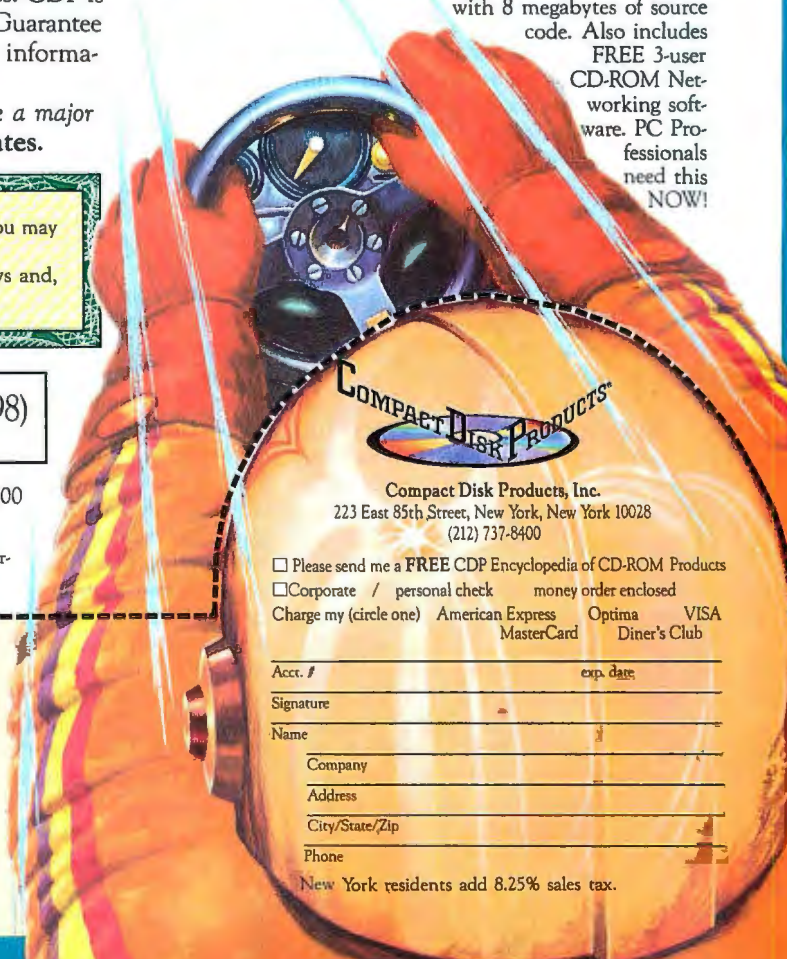 es. CDP is
Guarantee
informa-
e a major
ates.
ou may
ys and,
98)
00
r-
with 8 megabytes of source
code. Also includes
FREE 3-user
CD-ROM Net-
working soft-
ware. PC Pro-
fessionals
need this
NOW!
COMPACT DISK PRODUCTS
Compact Disk Products, Inc.
223 East 85th Street, New York, New York 10028
(212) 737-8400
☐ Please send me a FREE CDP Encyclopedia of CD-ROM Products
☐ Corporate / personal check money order enclosed
Charge my (circle one) American Express Optima VISA
MasterCard Diner's Club
Acct. # exp. date
Signature
Name
Company
Address
City/State/Zip
Phone
New York residents add 8.25% sales tax.